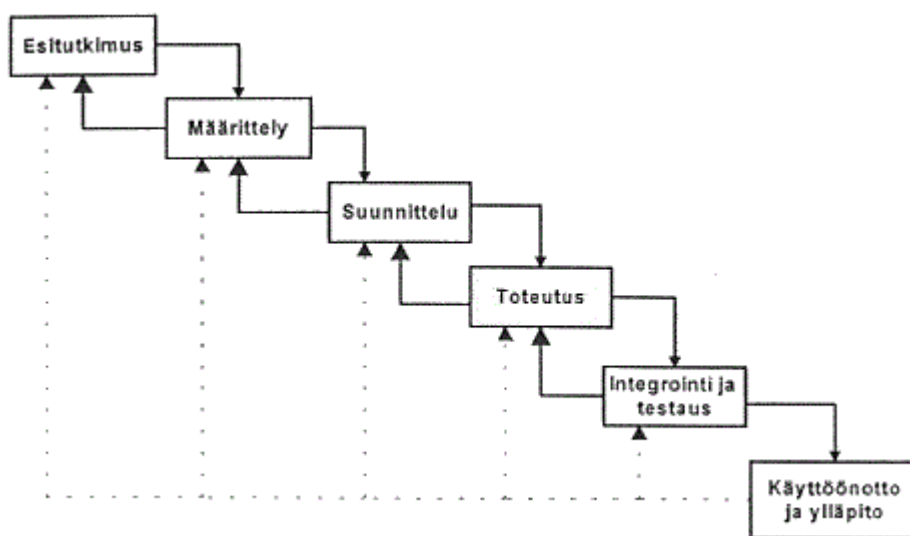 Esitutkimus
Määrittely
Suunnittelu
Toteutus
Integrointi ja
testaus
Käyttöönotto
ja ylläpito